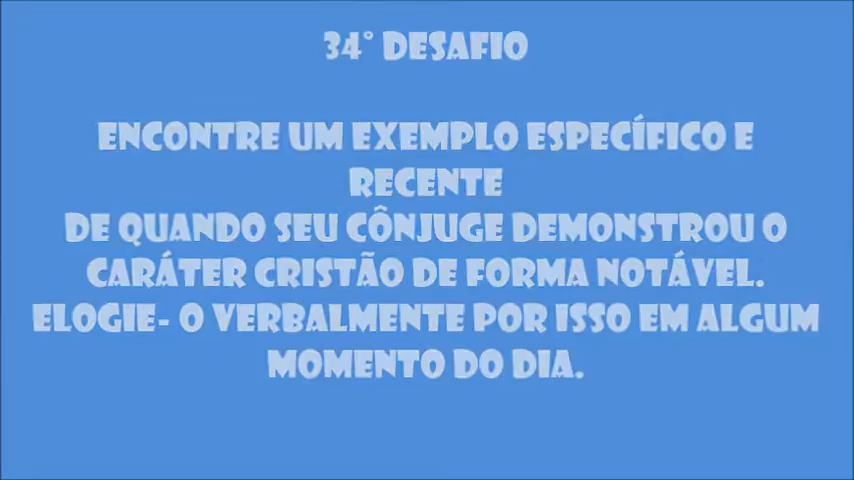 34° DESAFIO
ENCONTRE UM EXEMPLO ESPECÍFICO E
RECENTE
DE QUANDO SEU CÔNJUGE DEMONSTROU O
CARÁTER CRISTÃO DE FORMA NOTÁVEL.
ELOGIE- O VERBALMENTE POR ISSO EM ALGUM
MOMENTO DO DIA.